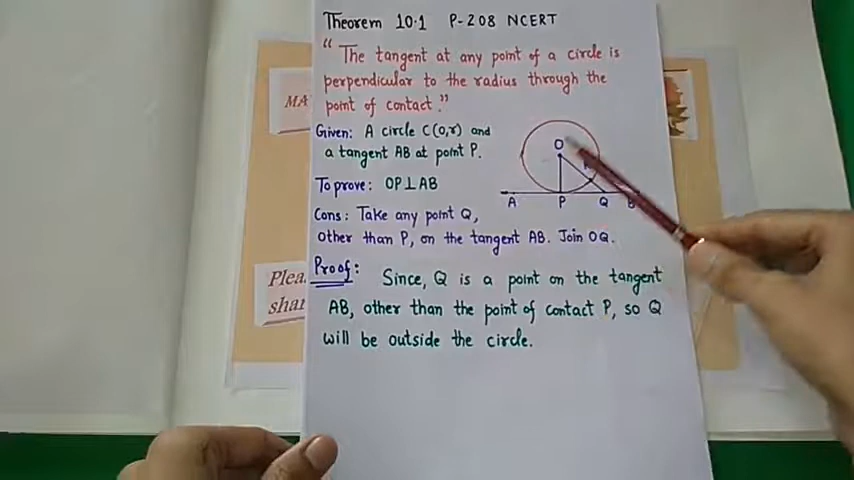 Theorem 10.1 P-208 NCERT
"The tangent at any point of a circle is
perpendicular to the radius through the
point of contact."
Given: A circle C(O,r) and
a tangent AB at point P.
To prove: OP⊥AB
Cons: Take any point Q,
other than P, on the tangent AB. Join OQ.
O
A P Q B
Proof: Since, Q is a point on the tangent
AB, other than the point of contact P, so Q
will be outside the circle.
MA
Pleas
shar